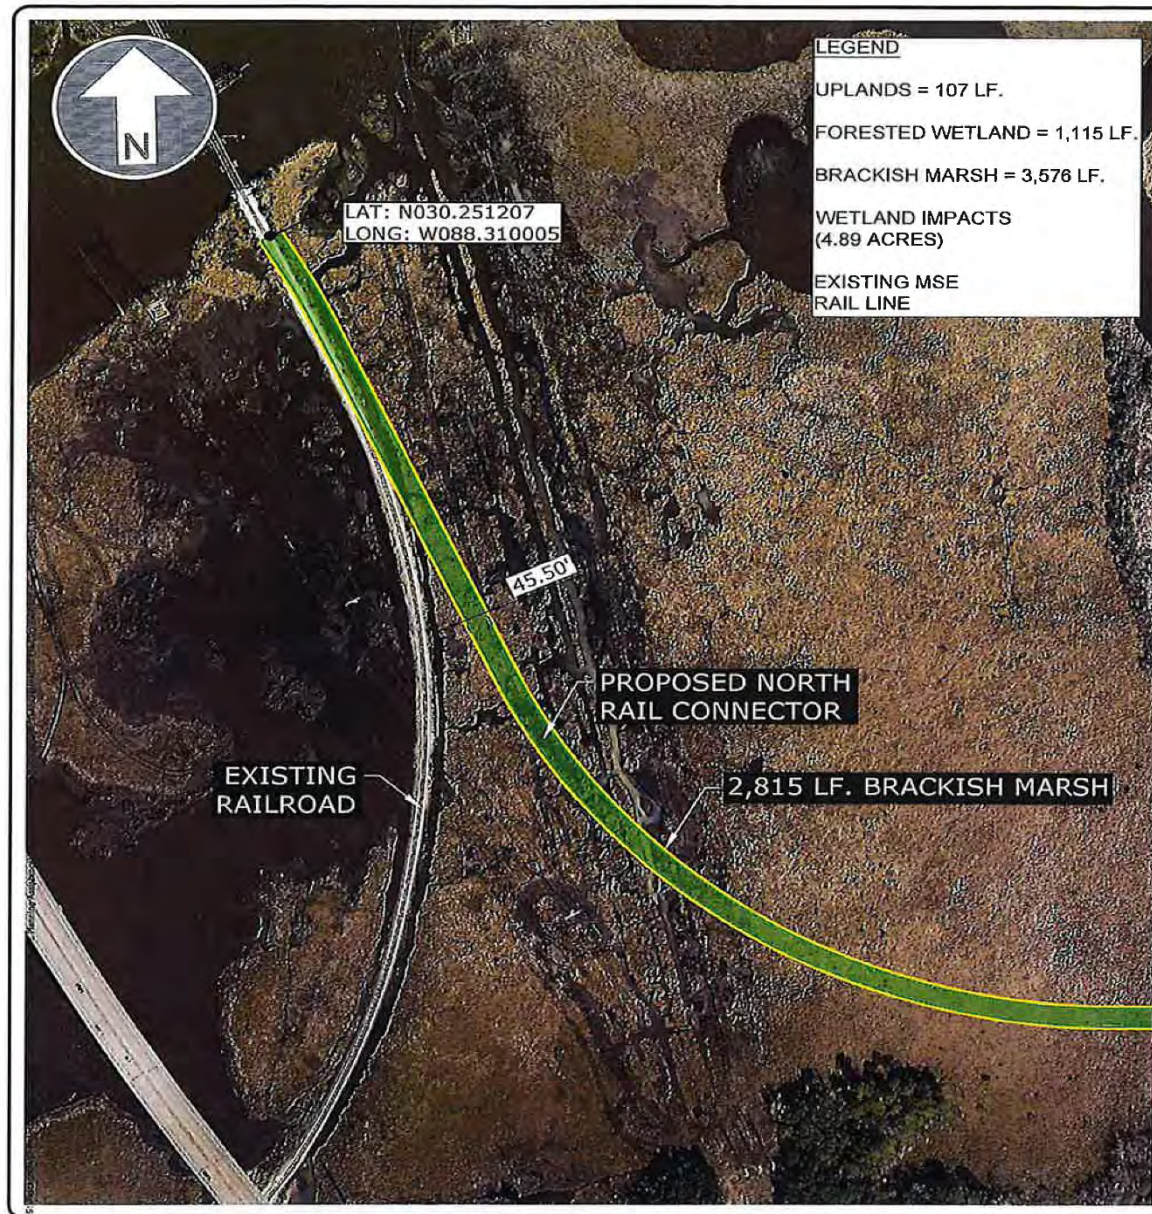 N
LEGEND
UPLANDS = 107 LF.
FORESTED WETLAND = 1,115 LF.
BRACKISH MARSH = 3,576 LF.
WETLAND IMPACTS
(4.89 ACRES)
EXISTING MSE
RAIL LINE
LAT: N030.251207
LONG: W088.310005
45.50'
PROPOSED NORTH
RAIL CONNECTOR
EXISTING
RAILROAD
2,815 LF. BRACKISH MARSH